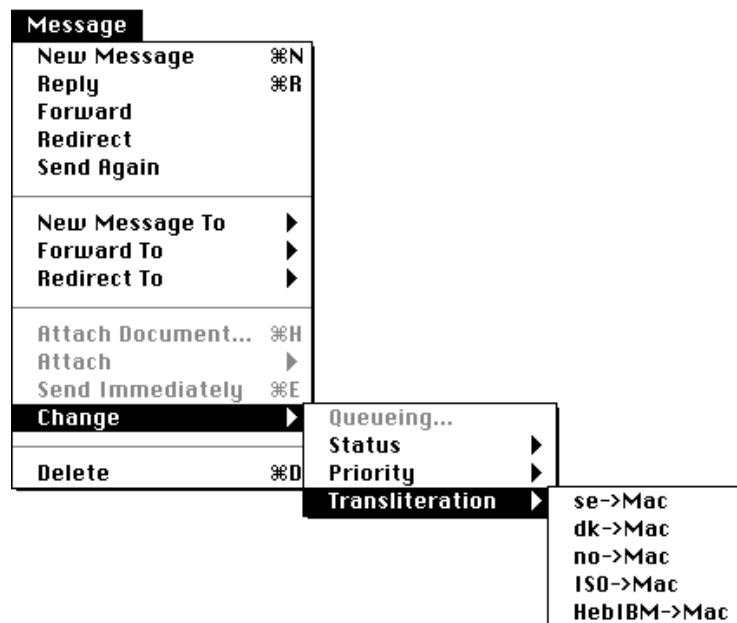 Message
New Message ⌘N
Reply ⌘R
Forward
Redirect
Send Again
New Message To
Forward To
Redirect To
Attach Document... ⌘H
Attach
Send Immediately ⌘E
Change
Delete ⌘D
Queueing...
Status
Priority
Transliteration
se->Mac
dk->Mac
no->Mac
ISO->Mac
HebIBM->Mac